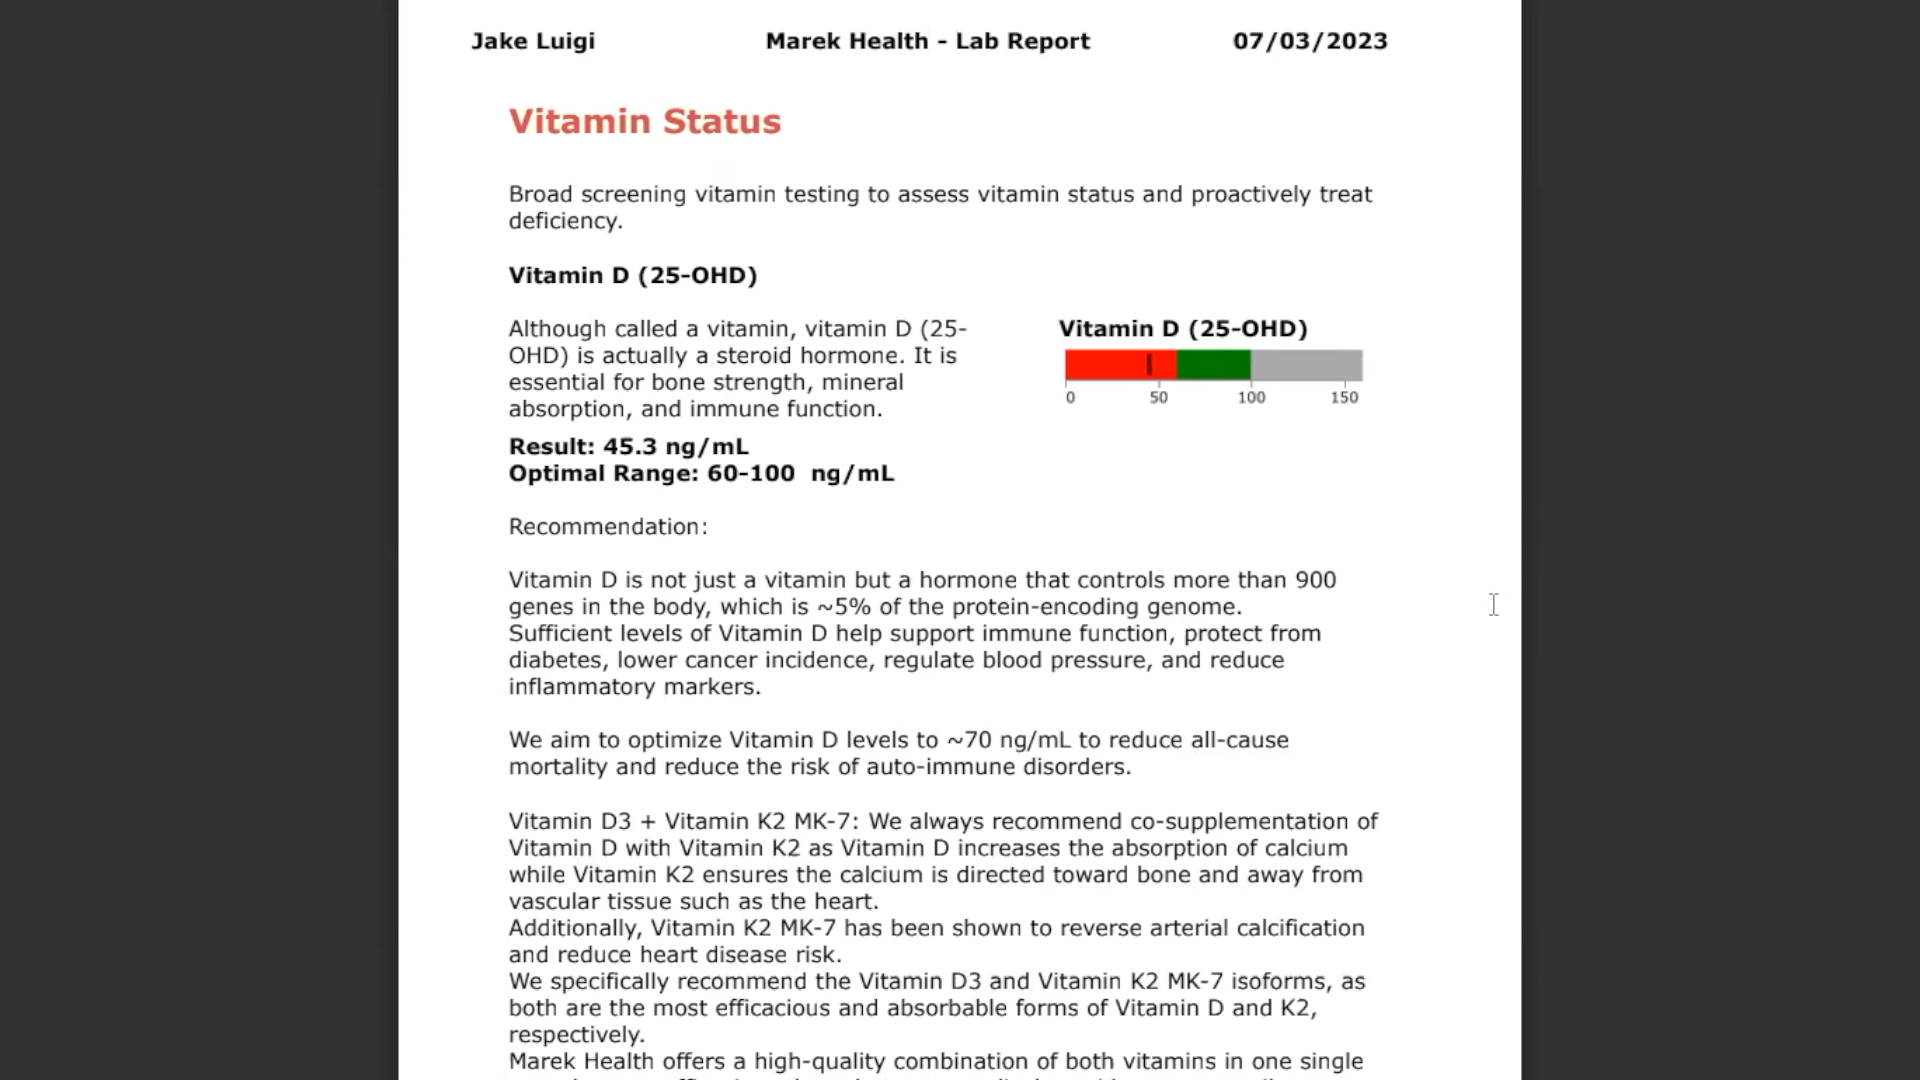 Jake Luigi Marek Health - Lab Report 07/03/2023
Vitamin Status
Broad screening vitamin testing to assess vitamin status and proactively treat
deficiency.
Vitamin D (25-OHD)
Although called a vitamin, vitamin D (25-
OHD) is actually a steroid hormone. It is
essential for bone strength, mineral
absorption, and immune function.
Vitamin D (25-OHD)
0 50 100 150
Result: 45.3 ng/mL
Optimal Range: 60-100 ng/mL
Recommendation:
Vitamin D is not just a vitamin but a hormone that controls more than 900
genes in the body, which is ~5% of the protein-encoding genome.
Sufficient levels of Vitamin D help support immune function, protect from
diabetes, lower cancer incidence, regulate blood pressure, and reduce
inflammatory markers.
We aim to optimize Vitamin D levels to ~70 ng/mL to reduce all-cause
mortality and reduce the risk of auto-immune disorders.
Vitamin D3 + Vitamin K2 MK-7: We always recommend co-supplementation of
Vitamin D with Vitamin K2 as Vitamin D increases the absorption of calcium
while Vitamin K2 ensures the calcium is directed toward bone and away from
vascular tissue such as the heart.
Additionally, Vitamin K2 MK-7 has been shown to reverse arterial calcification
and reduce heart disease risk.
We specifically recommend the Vitamin D3 and Vitamin K2 MK-7 isoforms, as
both are the most efficacious and absorbable forms of Vitamin D and K2,
respectively.
Marek Health offers a high-quality combination of both vitamins in one single